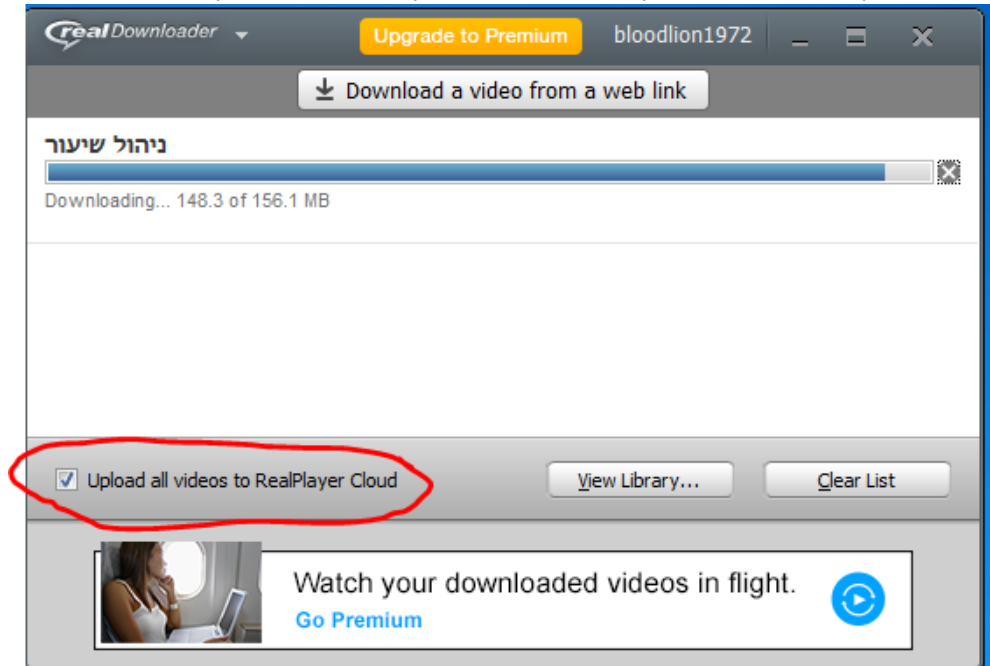 realDownloader
Upgrade to Premium
bloodlion1972
Download a video from a web link
ניהול שיעור
Downloading... 148.3 of 156.1 MB
Upload all videos to RealPlayer Cloud
View Library...
Clear List
Watch your downloaded videos in flight.
Go Premium